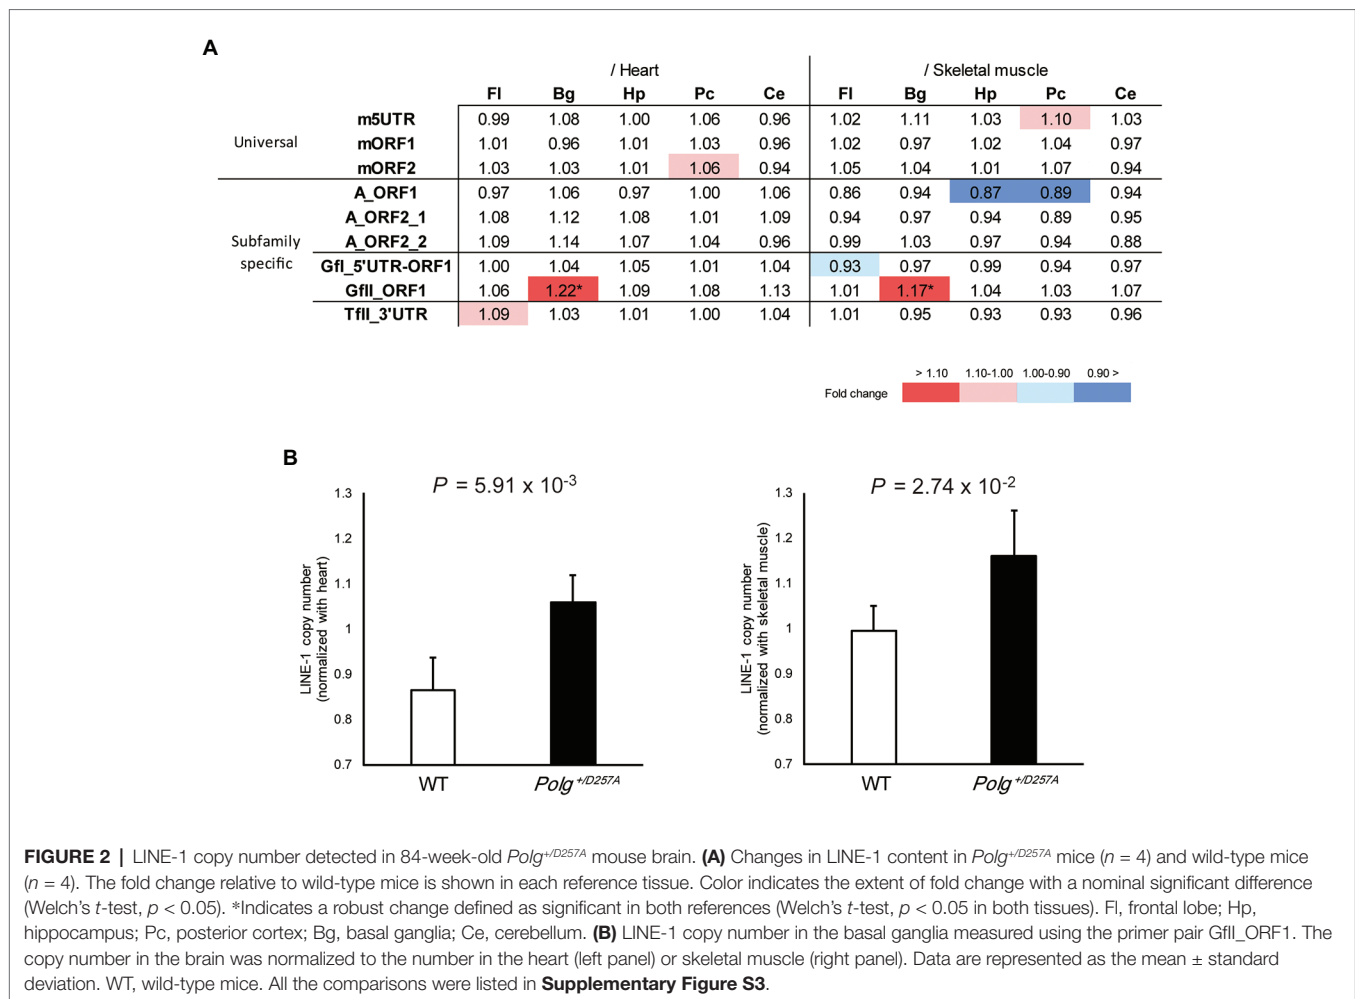 A
/ Heart / Skeletal muscle
Fl Bg Hp Pc Ce Fl Bg Hp Pc Ce
m5UTR 0.99 1.08 1.00 1.06 0.96 1.02 1.11 1.03 1.10 1.03
Universal mORF1 1.01 0.96 1.01 1.03 0.96 1.02 0.97 1.02 1.04 0.97
mORF2 1.03 1.03 1.01 1.06 0.94 1.05 1.04 1.01 1.07 0.94
A_ORF1 0.97 1.06 0.97 1.00 1.06 0.86 0.94 0.87 0.89 0.94
A_ORF2_1 1.08 1.12 1.08 1.01 1.09 0.94 0.97 0.94 0.89 0.95
Subfamily A_ORF2_2 1.09 1.14 1.07 1.04 0.96 0.99 1.03 0.97 0.94 0.88
specific GfI_5'UTR-ORF1 1.00 1.04 1.05 1.01 1.04 0.93 0.97 0.99 0.94 0.97
GfII_ORF1 1.06 1.22* 1.09 1.08 1.13 1.01 1.17* 1.04 1.03 1.07
TfII_3'UTR 1.09 1.03 1.01 1.00 1.04 1.01 0.95 0.93 0.93 0.96
> 1.10 1.10-1.00 1.00-0.90 0.90 >
Fold change
B
P = 5.91 x 10-3
1.3
1.2
1.1
1
0.9
0.8
0.7
LINE-1 copy number
(normalized with heart)
WT Polg +/D257A
P = 2.74 x 10-2
1.3
1.2
1.1
1
0.9
0.8
0.7
LINE-1 copy number
(normalized with skeletal muscle)
WT Polg +/D257A
FIGURE 2 | LINE-1 copy number detected in 84-week-old Polg+/D257A mouse brain. (A) Changes in LINE-1 content in Polg+/D257A mice (n = 4) and wild-type mice
(n = 4). The fold change relative to wild-type mice is shown in each reference tissue. Color indicates the extent of fold change with a nominal significant difference
(Welch's t-test, p < 0.05). *Indicates a robust change defined as significant in both references (Welch's t-test, p < 0.05 in both tissues). Fl, frontal lobe; Hp,
hippocampus; Pc, posterior cortex; Bg, basal ganglia; Ce, cerebellum. (B) LINE-1 copy number in the basal ganglia measured using the primer pair GfII_ORF1. The
copy number in the brain was normalized to the number in the heart (left panel) or skeletal muscle (right panel). Data are represented as the mean ± standard
deviation. WT, wild-type mice. All the comparisons were listed in Supplementary Figure S3.